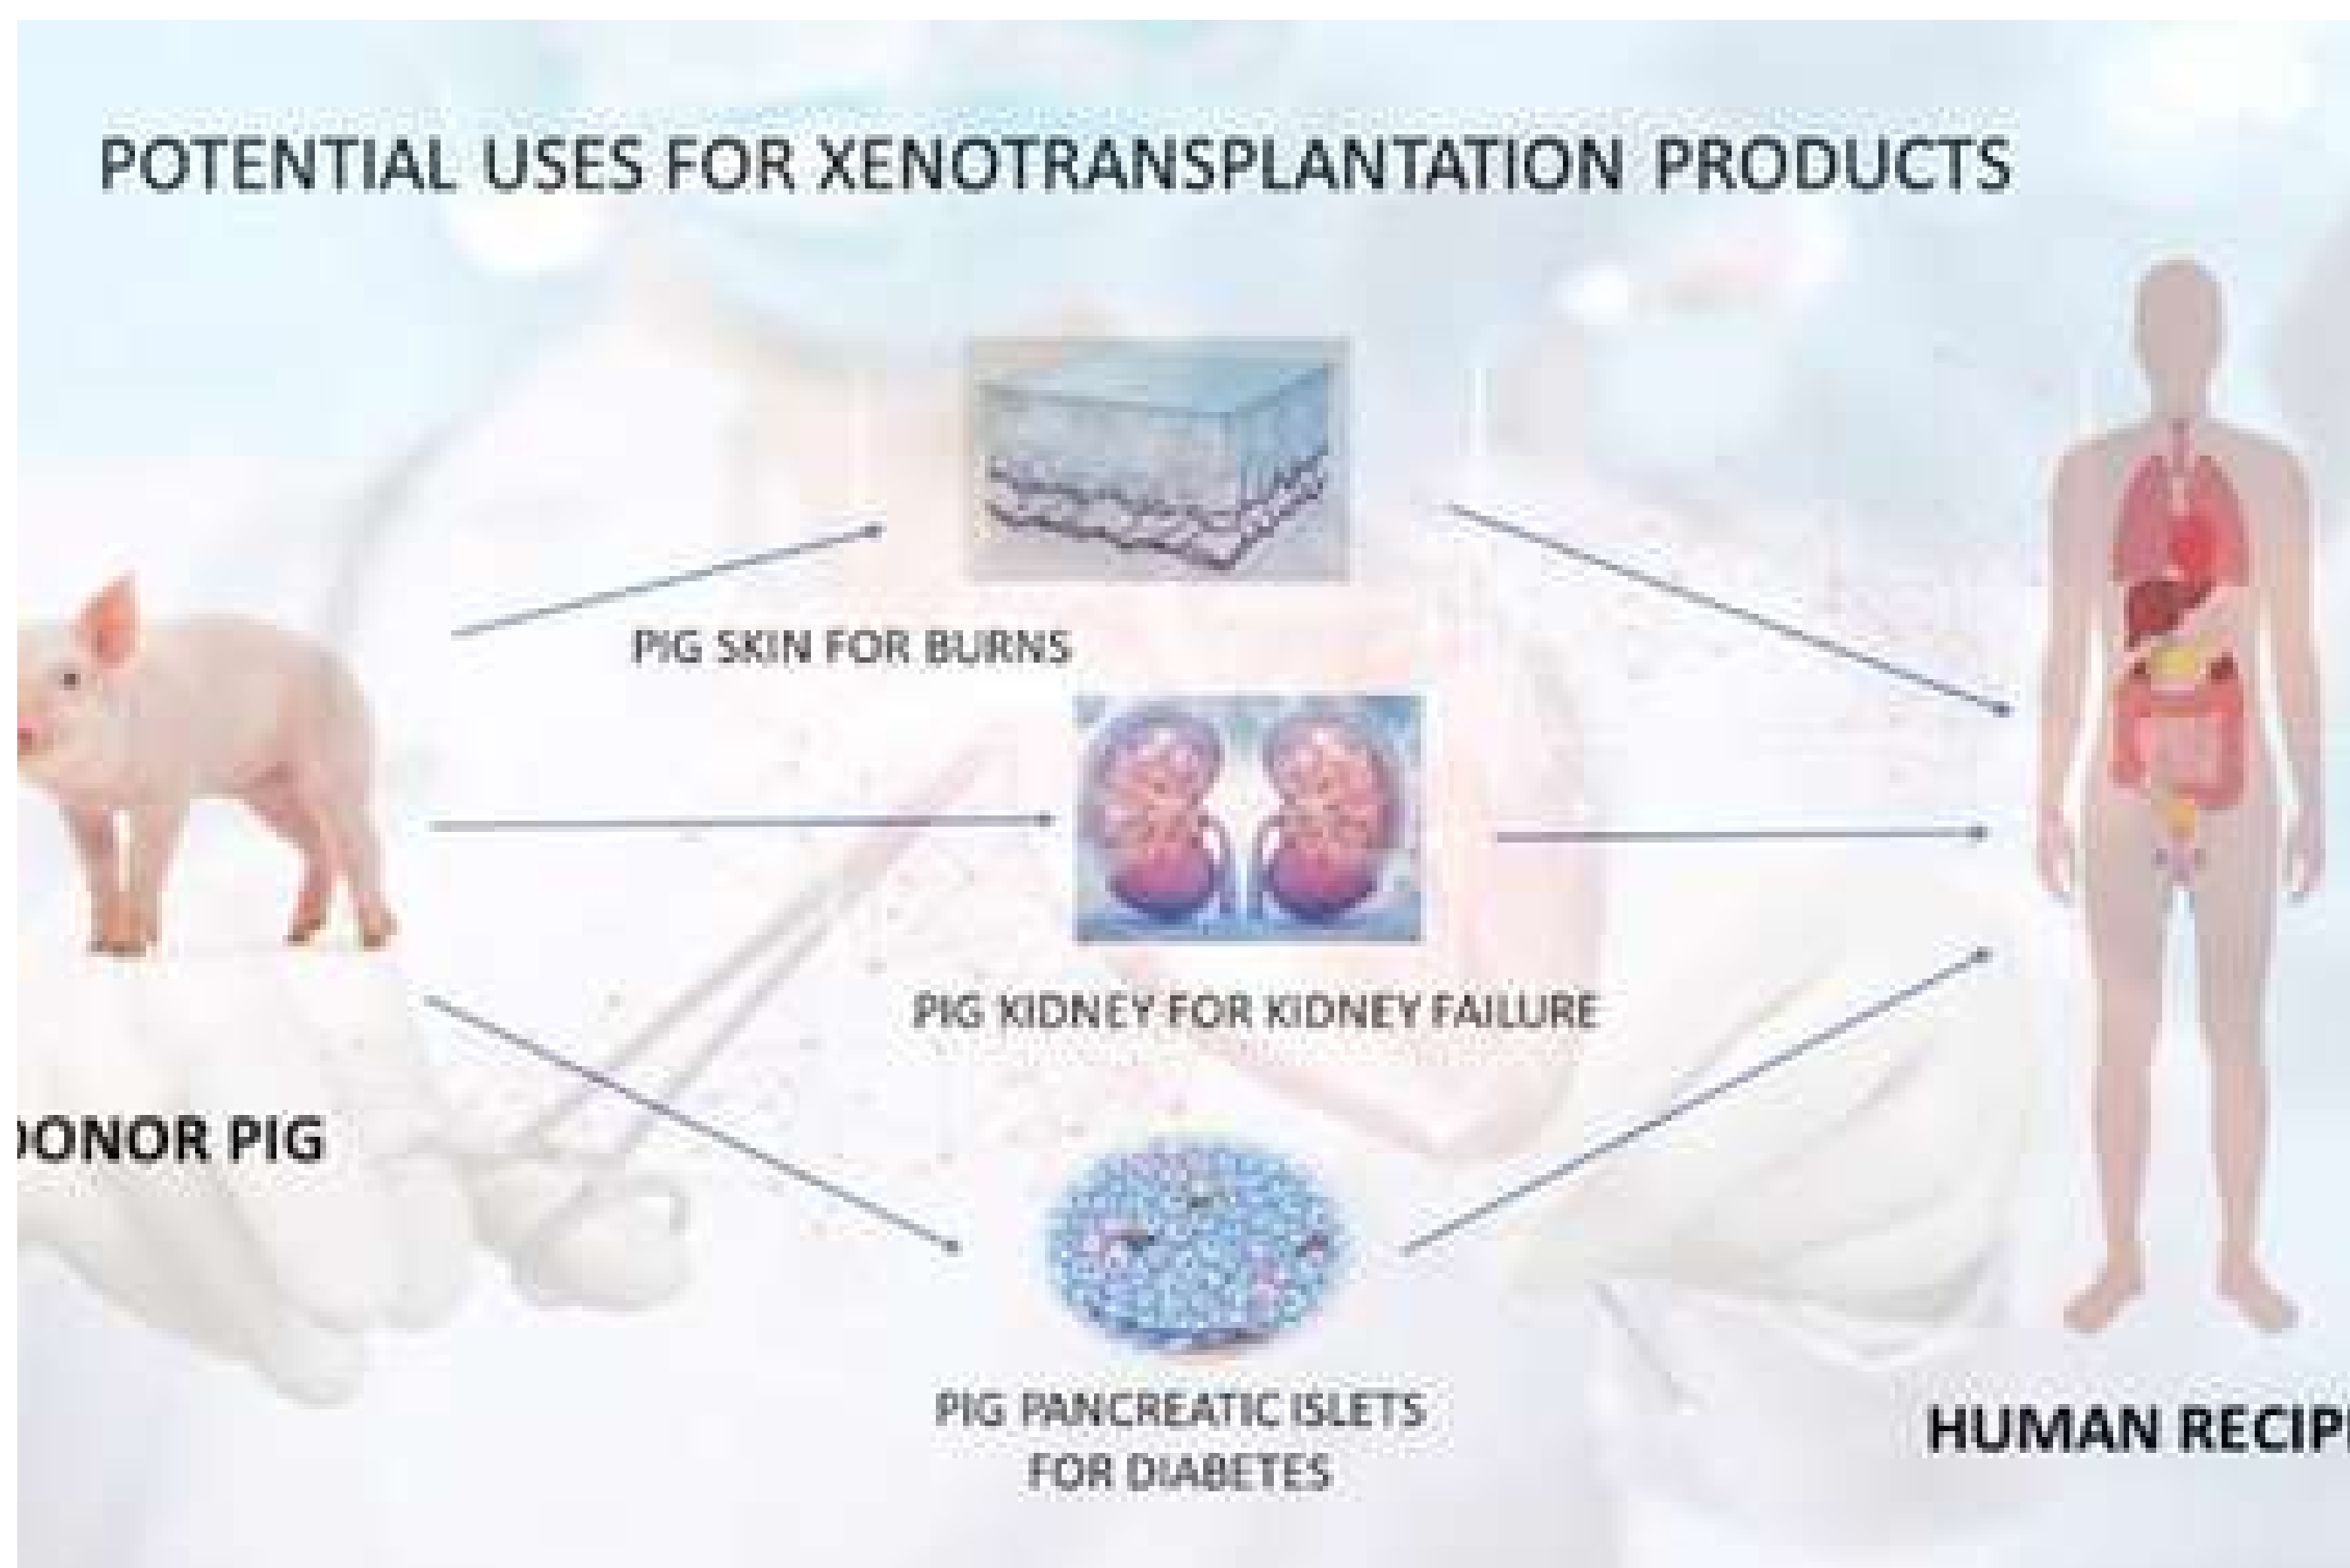 POTENTIAL USES FOR XENOTRANSPLANTATION PRODUCTS
PIG SKIN FOR BURNS
PIG KIDNEY FOR KIDNEY FAILURE
DONOR PIG
PIG PANCREATIC ISLETS
FOR DIABETES
HUMAN RECIPI